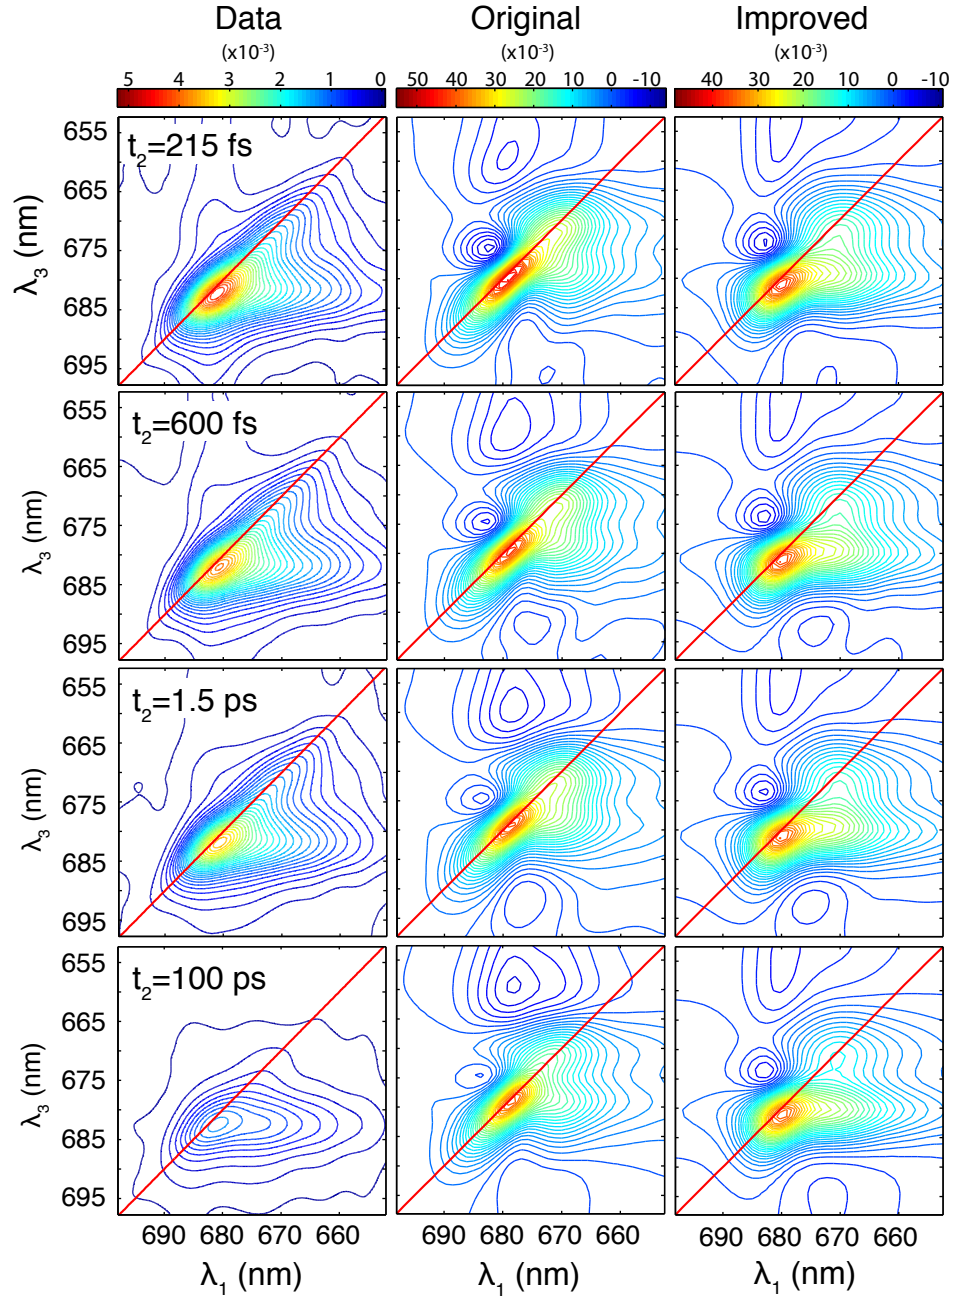 Data Original Improved
(x10⁻³) (x10⁻³) (x10⁻³)
5 4 3 2 1 0 50 40 30 20 10 0 -10 40 30 20 10 0 -10
t₂=215 fs
655
665
675
685
695
λ₃ (nm)
t₂=600 fs
655
665
675
685
695
λ₃ (nm)
t₂=1.5 ps
655
665
675
685
695
λ₃ (nm)
t₂=100 ps
655
665
675
685
695
λ₃ (nm)
690 680 670 660 690 680 670 660 690 680 670 660
λ₁ (nm) λ₁ (nm) λ₁ (nm)